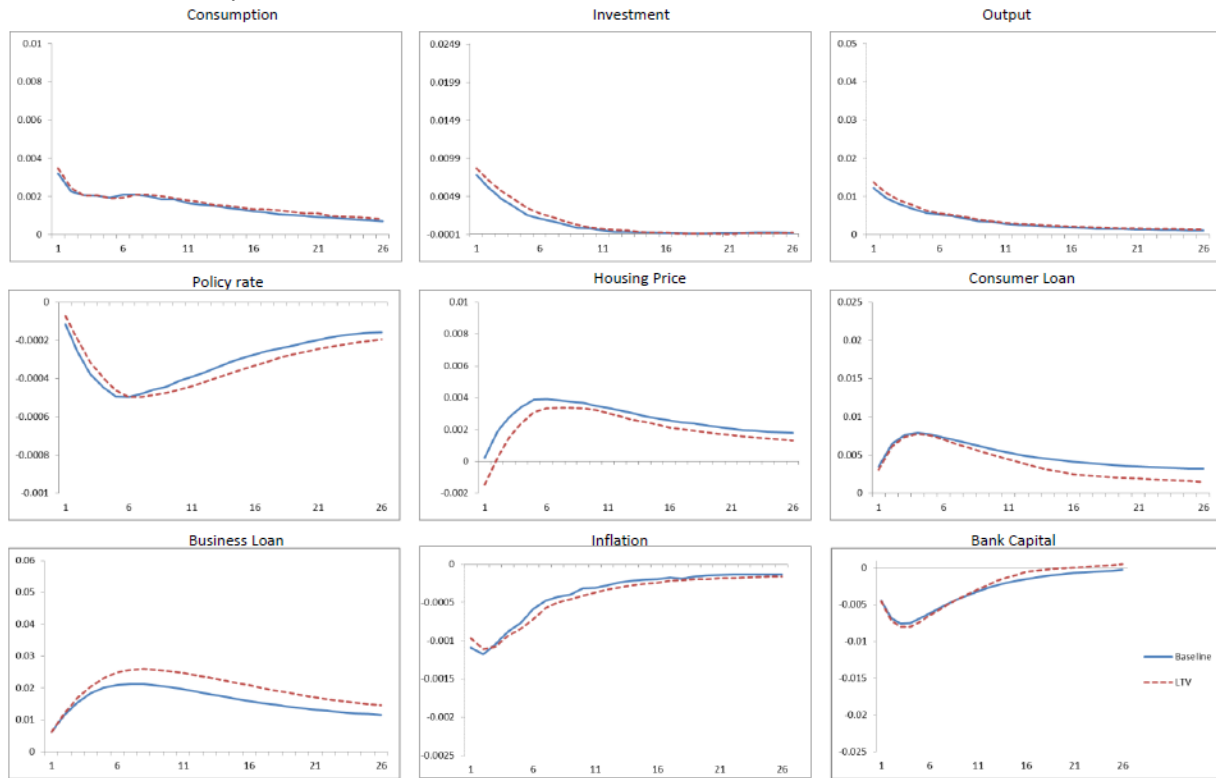 Consumption
0.01
0.008
0.006
0.004
0.002
0
1 6 11 16 21 26
Investment
0.0249
0.0199
0.0149
0.0099
0.0049
-0.0001
1 6 11 16 21 26
Output
0.05
0.04
0.03
0.02
0.01
0
1 6 11 16 21 26
Policy rate
0
-0.0002
-0.0004
-0.0006
-0.0008
-0.001
1 6 11 16 21 26
Housing Price
0.01
0.008
0.006
0.004
0.002
0
-0.002
1 6 11 16 21 26
Consumer Loan
0.025
0.02
0.015
0.01
0.005
0
1 6 11 16 21 26
Business Loan
0.06
0.05
0.04
0.03
0.02
0.01
0
1 6 11 16 21 26
Inflation
0
-0.0005
-0.001
-0.0015
-0.002
-0.0025
1 6 11 16 21 26
Bank Capital
0
-0.005
-0.01
-0.015
-0.02
-0.025
1 6 11 16 21 26
Baseline
LTV